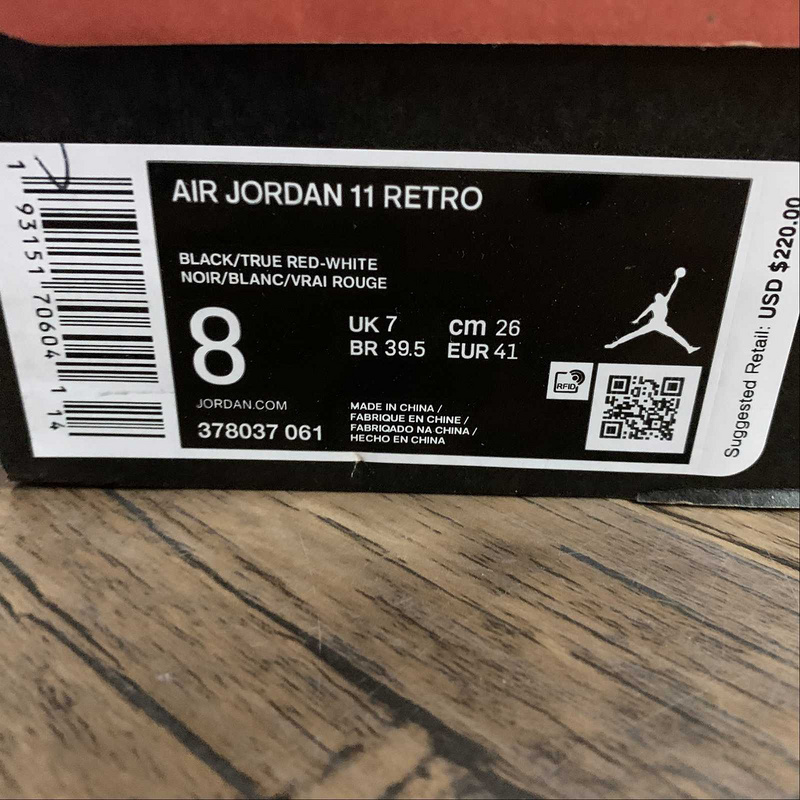 AIR JORDAN 11 RETRO
BLACK/TRUE RED-WHITE
NOIR/BLANC/VRAI ROUGE
8
UK 7 cm 26
BR 39.5 EUR 41
JORDAN.COM
378037 061
MADE IN CHINA /
FABRIQUE EN CHINE /
FABRIQADO NA CHINA /
HECHO EN CHINA
RFID
Suggested Retail: USD $220.00
1 93151 70604 1 14